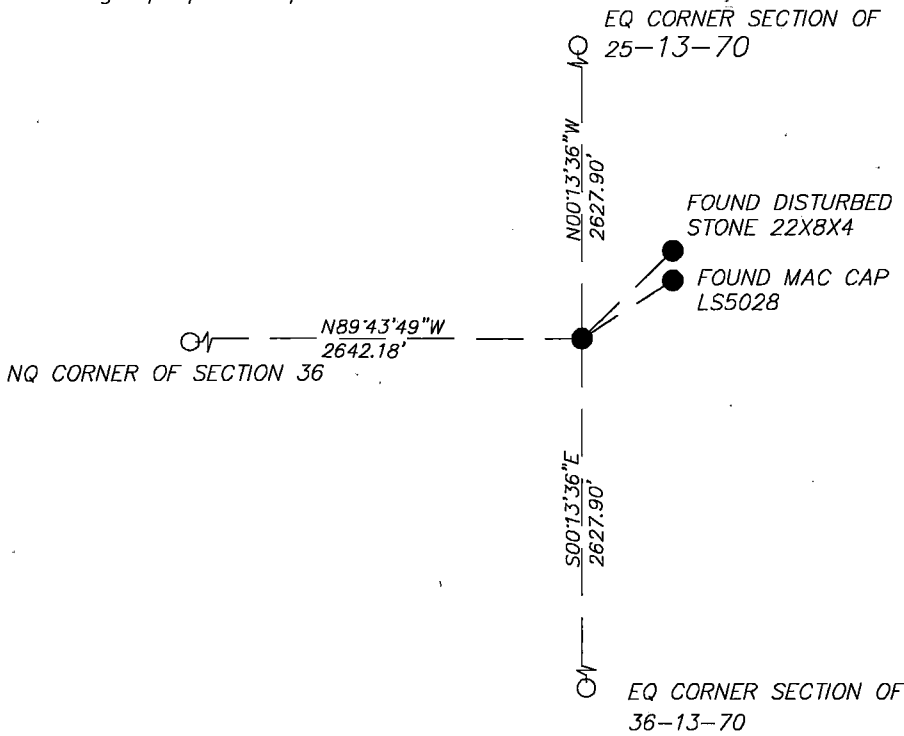 EQ CORNER SECTION OF
25-13-70
N00°13'36"W
2627.90'
FOUND DISTURBED
STONE 22X8X4
FOUND MAC CAP
LS5028
N89°43'49"W
2642.18'
NQ CORNER OF SECTION 36
S00°13'36"E
2627.90'
EQ CORNER SECTION OF
36-13-70